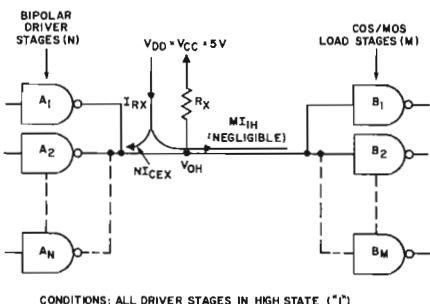 BIPOLAR
DRIVER
STAGES (N)
COS/MOS
LOAD STAGES (M)
VDD = VCC = 5V
A1
IRX
RX
B1
MIIH
(NEGLIGIBLE)
A2
B2
NICEX
VOH
AN
BM
CONDITIONS: ALL DRIVER STAGES IN HIGH STATE ("1")